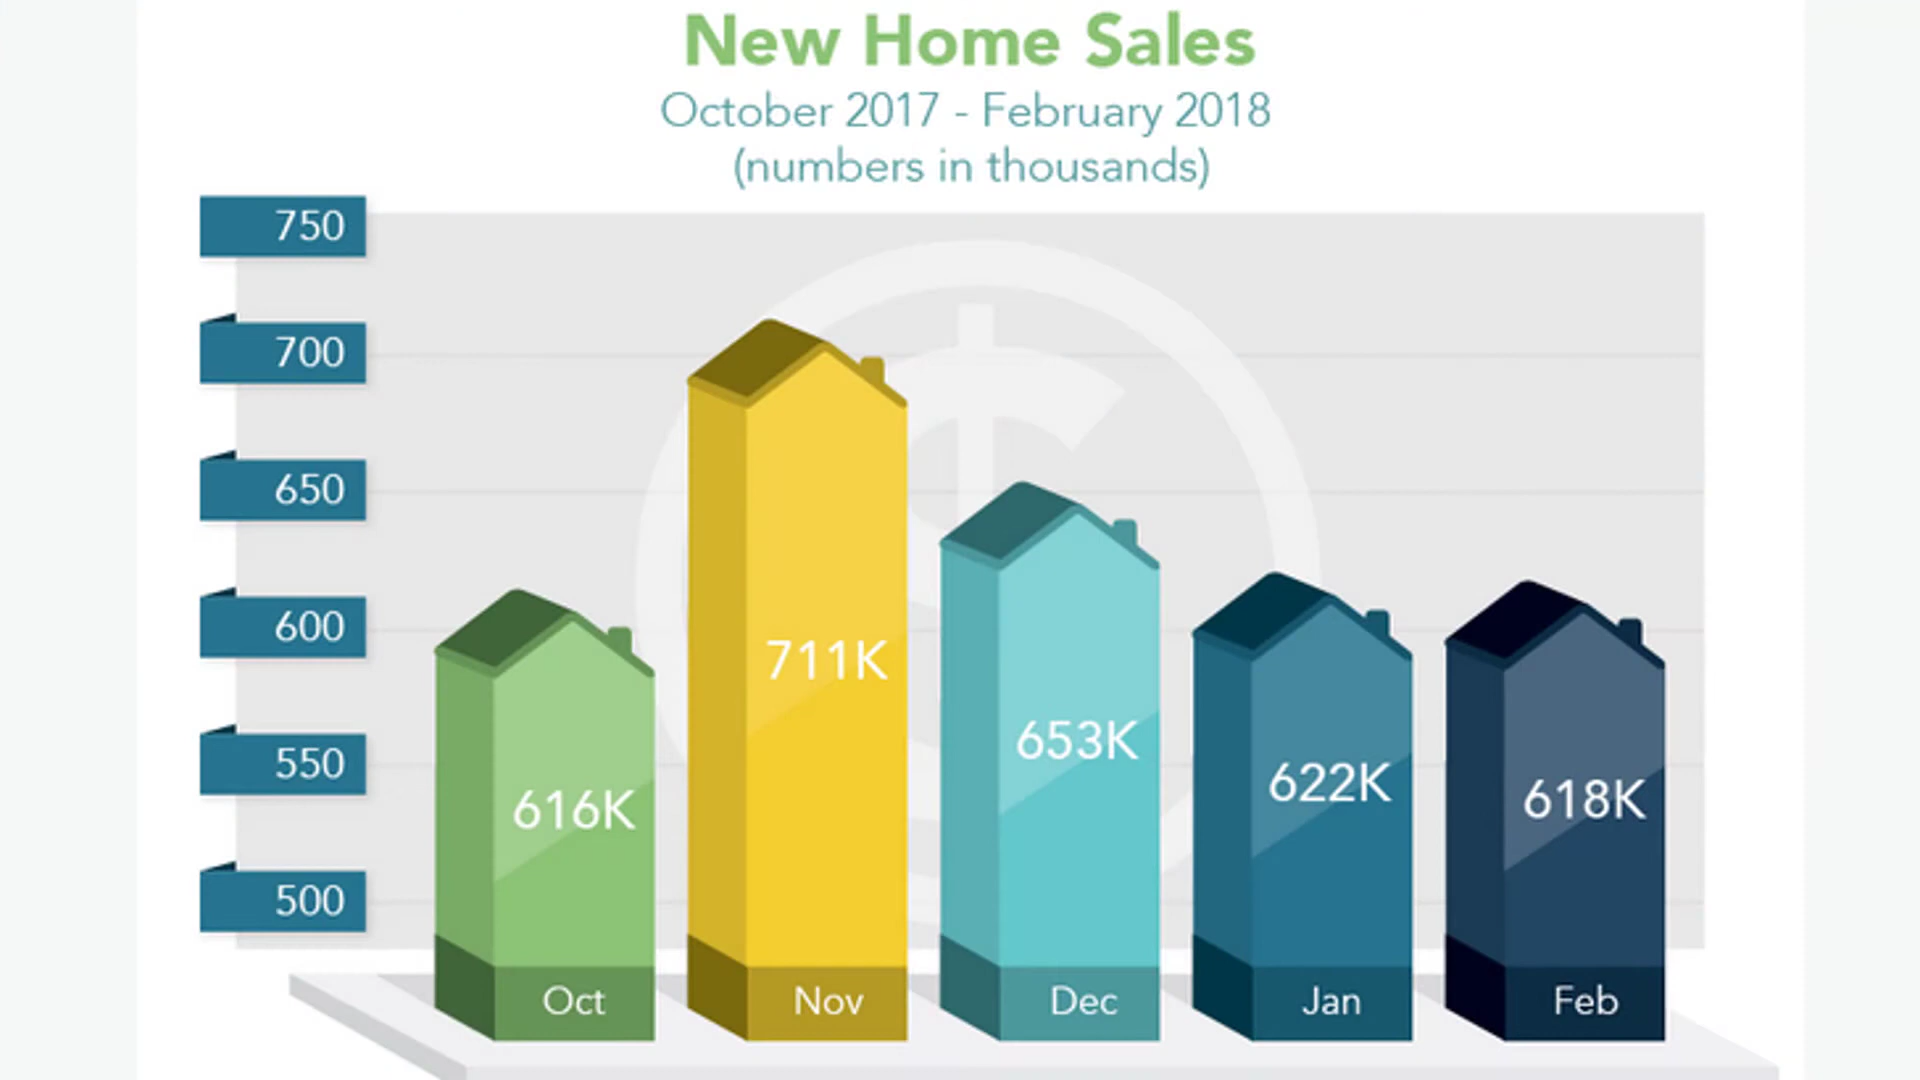 New Home Sales
October 2017 - February 2018
(numbers in thousands)
750
700
650
600
550
500
616K
711K
653K
622K
618K
Oct
Nov
Dec
Jan
Feb